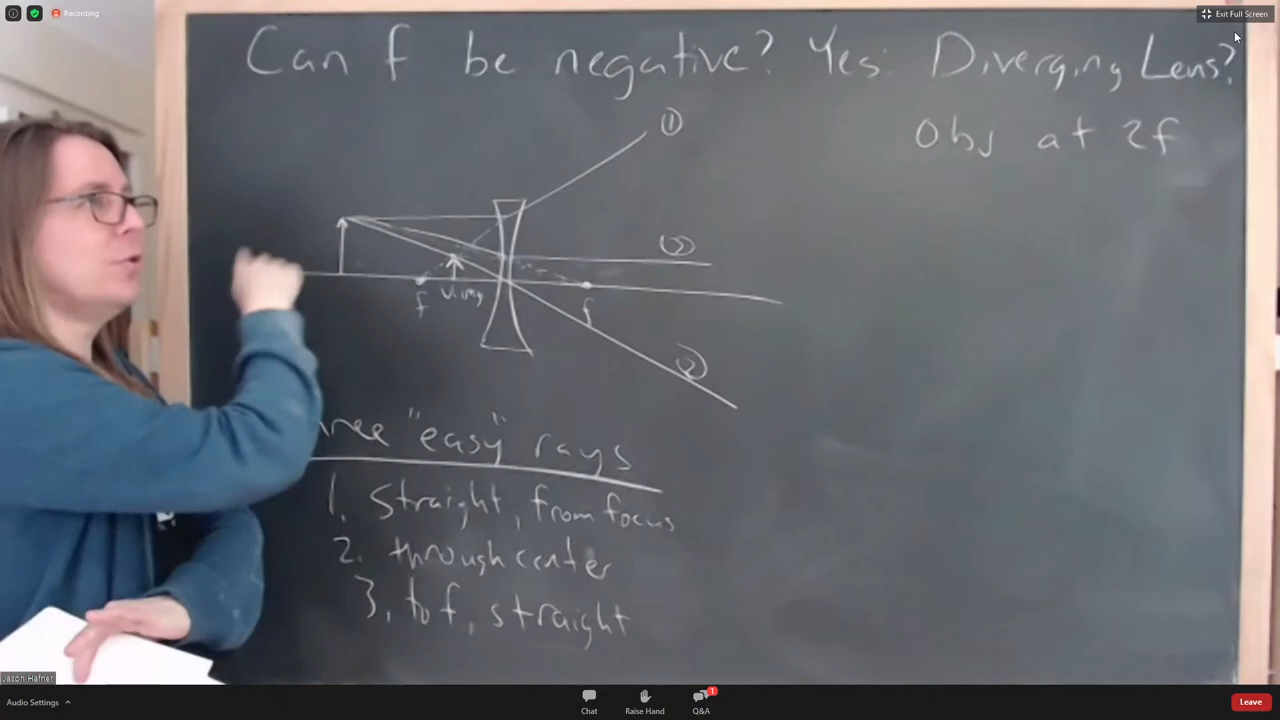 Recording
Exit Full Screen
Can f be negative? Yes: Diverging Lens?
Obj at 2f
①
③
f
v.img
f
②
"easy" rays
1. Straight, from focus
2. through center
3. to f, straight
Jason Hafner
Audio Settings
Chat
Raise Hand
1
Q&A
Leave